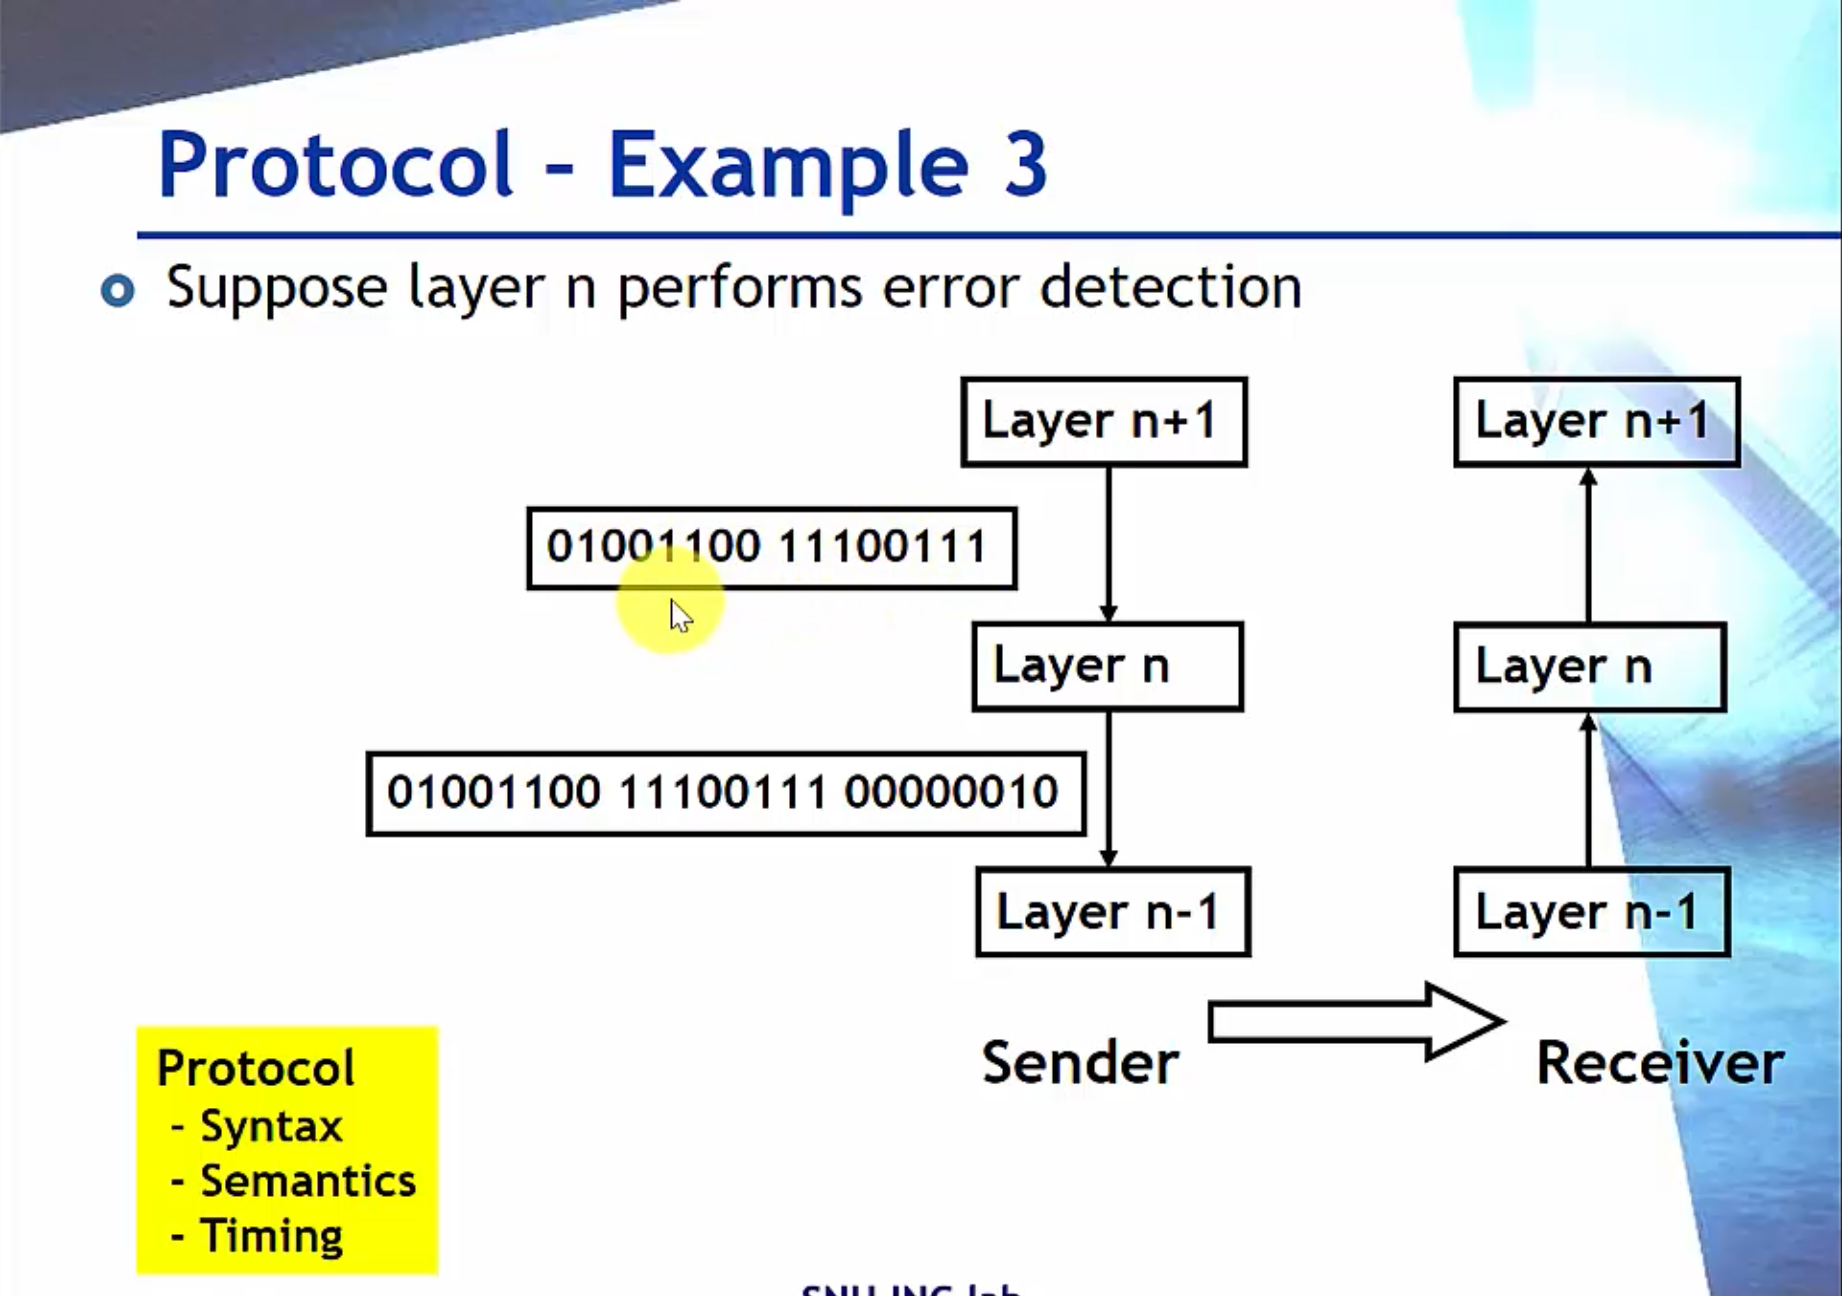 Protocol - Example 3
Suppose layer n performs error detection
Layer n+1
Layer n+1
01001100 11100111
Layer n
Layer n
01001100 11100111 00000010
Layer n-1
Layer n-1
Sender
Receiver
Protocol
- Syntax
- Semantics
- Timing